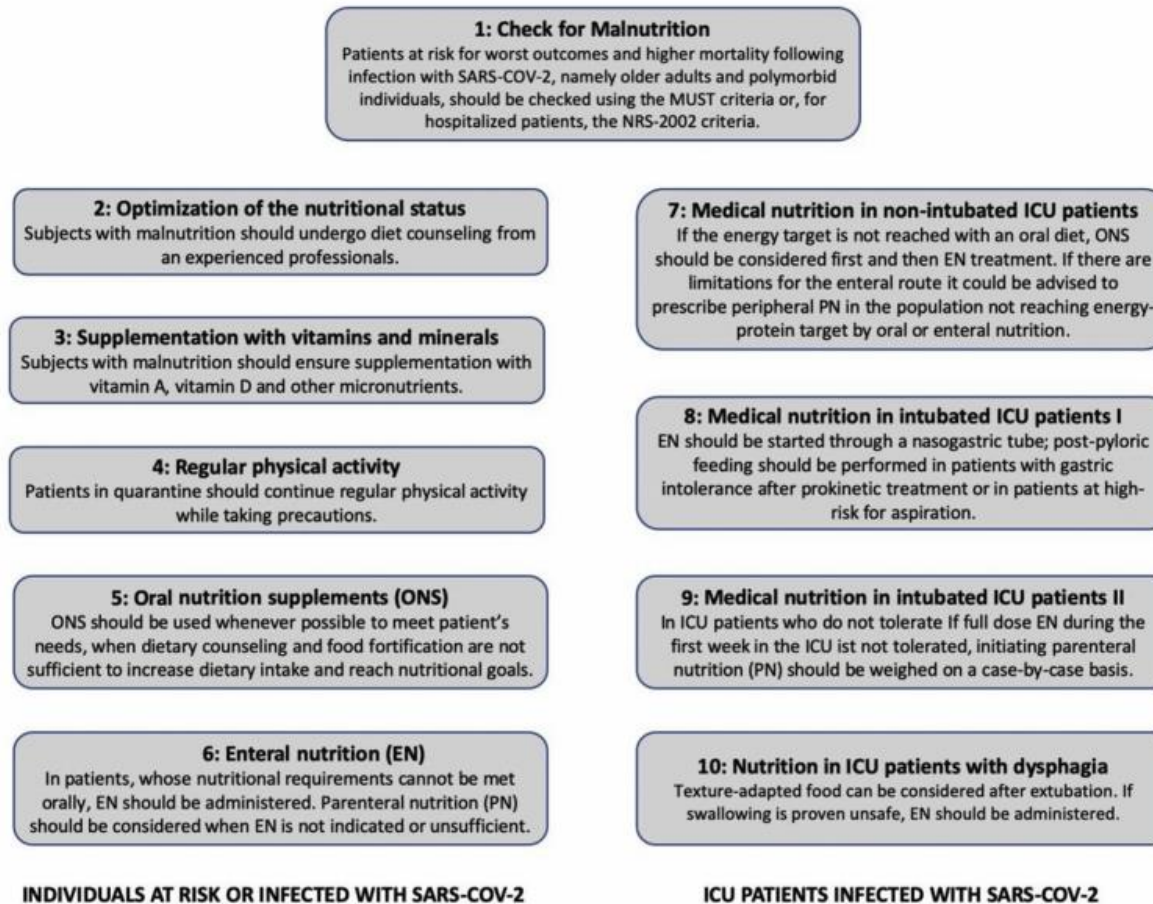 1: Check for Malnutrition
Patients at risk for worst outcomes and higher mortality following
infection with SARS-COV-2, namely older adults and polymorbid
individuals, should be checked using the MUST criteria or, for
hospitalized patients, the NRS-2002 criteria.
2: Optimization of the nutritional status
Subjects with malnutrition should undergo diet counseling from
an experienced professionals.
3: Supplementation with vitamins and minerals
Subjects with malnutrition should ensure supplementation with
vitamin A, vitamin D and other micronutrients.
4: Regular physical activity
Patients in quarantine should continue regular physical activity
while taking precautions.
5: Oral nutrition supplements (ONS)
ONS should be used whenever possible to meet patient's
needs, when dietary counseling and food fortification are not
sufficient to increase dietary intake and reach nutritional goals.
6: Enteral nutrition (EN)
In patients, whose nutritional requirements cannot be met
orally, EN should be administered. Parenteral nutrition (PN)
should be considered when EN is not indicated or unsufficient.
INDIVIDUALS AT RISK OR INFECTED WITH SARS-COV-2
7: Medical nutrition in non-intubated ICU patients
If the energy target is not reached with an oral diet, ONS
should be considered first and then EN treatment. If there are
limitations for the enteral route it could be advised to
prescribe peripheral PN in the population not reaching energy-
protein target by oral or enteral nutrition.
8: Medical nutrition in intubated ICU patients I
EN should be started through a nasogastric tube; post-pyloric
feeding should be performed in patients with gastric
intolerance after prokinetic treatment or in patients at high-
risk for aspiration.
9: Medical nutrition in intubated ICU patients II
In ICU patients who do not tolerate If full dose EN during the
first week in the ICU ist not tolerated, initiating parenteral
nutrition (PN) should be weighed on a case-by-case basis.
10: Nutrition in ICU patients with dysphagia
Texture-adapted food can be considered after extubation. If
swallowing is proven unsafe, EN should be administered.
ICU PATIENTS INFECTED WITH SARS-COV-2